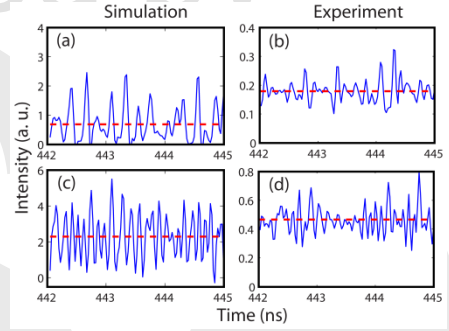 Simulation Experiment
(a) (b)
4 0.4
3 0.3
2 0.2
1 0.1
0 0
442 443 444 445 442 443 444 445
(c) (d)
6 0.8
4 0.6
2 0.4
0 0.2
0
442 443 444 445 442 443 444 445
Intensity (a. u.)
Time (ns)